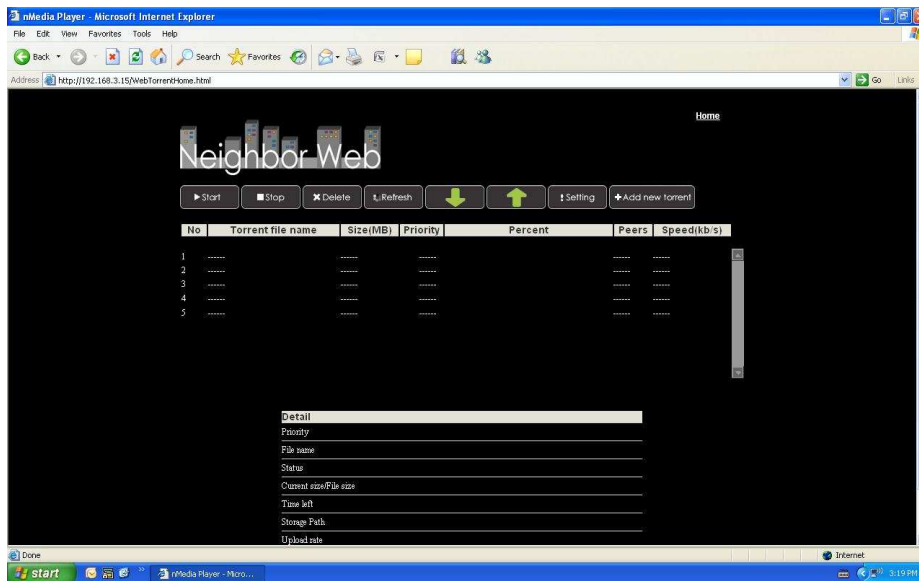 nMedia Player - Microsoft Internet Explorer
File Edit View Favorites Tools Help
Back Search Favorites
Address http://192.168.3.15/WebTorrentHome.html Go Links
Home
Neighbor Web
Start Stop Delete Refresh Setting Add new torrent
No Torrent file name Size(MB) Priority Percent Peers Speed(kb/s)
1 ------ ------ ------ ------ ------
2 ------ ------ ------ ------ ------
3 ------ ------ ------ ------ ------
4 ------ ------ ------ ------ ------
5 ------ ------ ------ ------ ------
Detail
Priority
File name
Status
Current size/File size
Time left
Storage Path
Upload rate
Done Internet
start nMedia Player - Micro... 3:19 PM